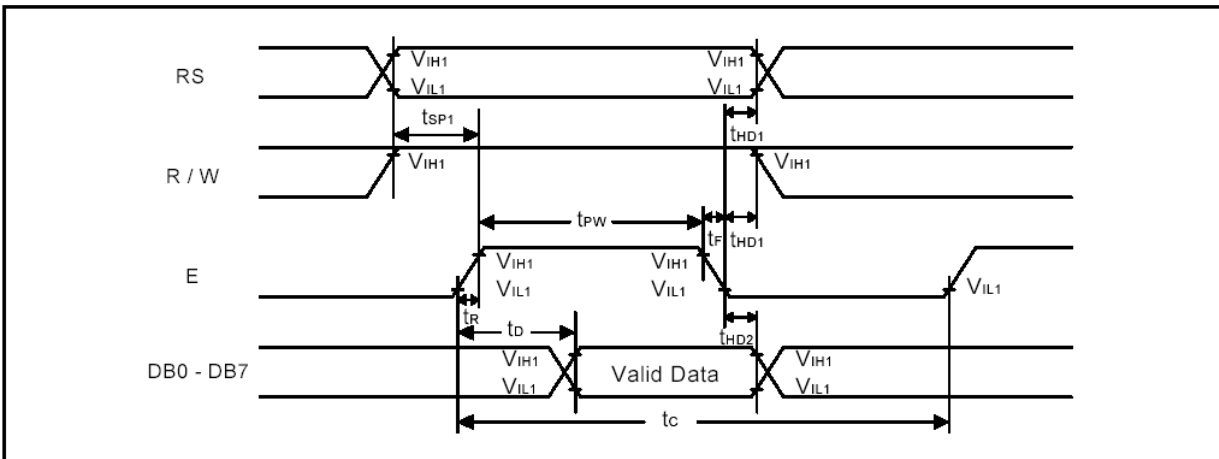 RS
VIH1
VIL1
VIH1
VIL1
tSP1
tHD1
R / W
VIH1
VIH1
tPW
tF
tHD1
E
VIH1
VIL1
VIH1
VIL1
VIL1
tR
tD
tHD2
DB0 - DB7
VIH1
VIL1
Valid Data
VIH1
VIL1
tC